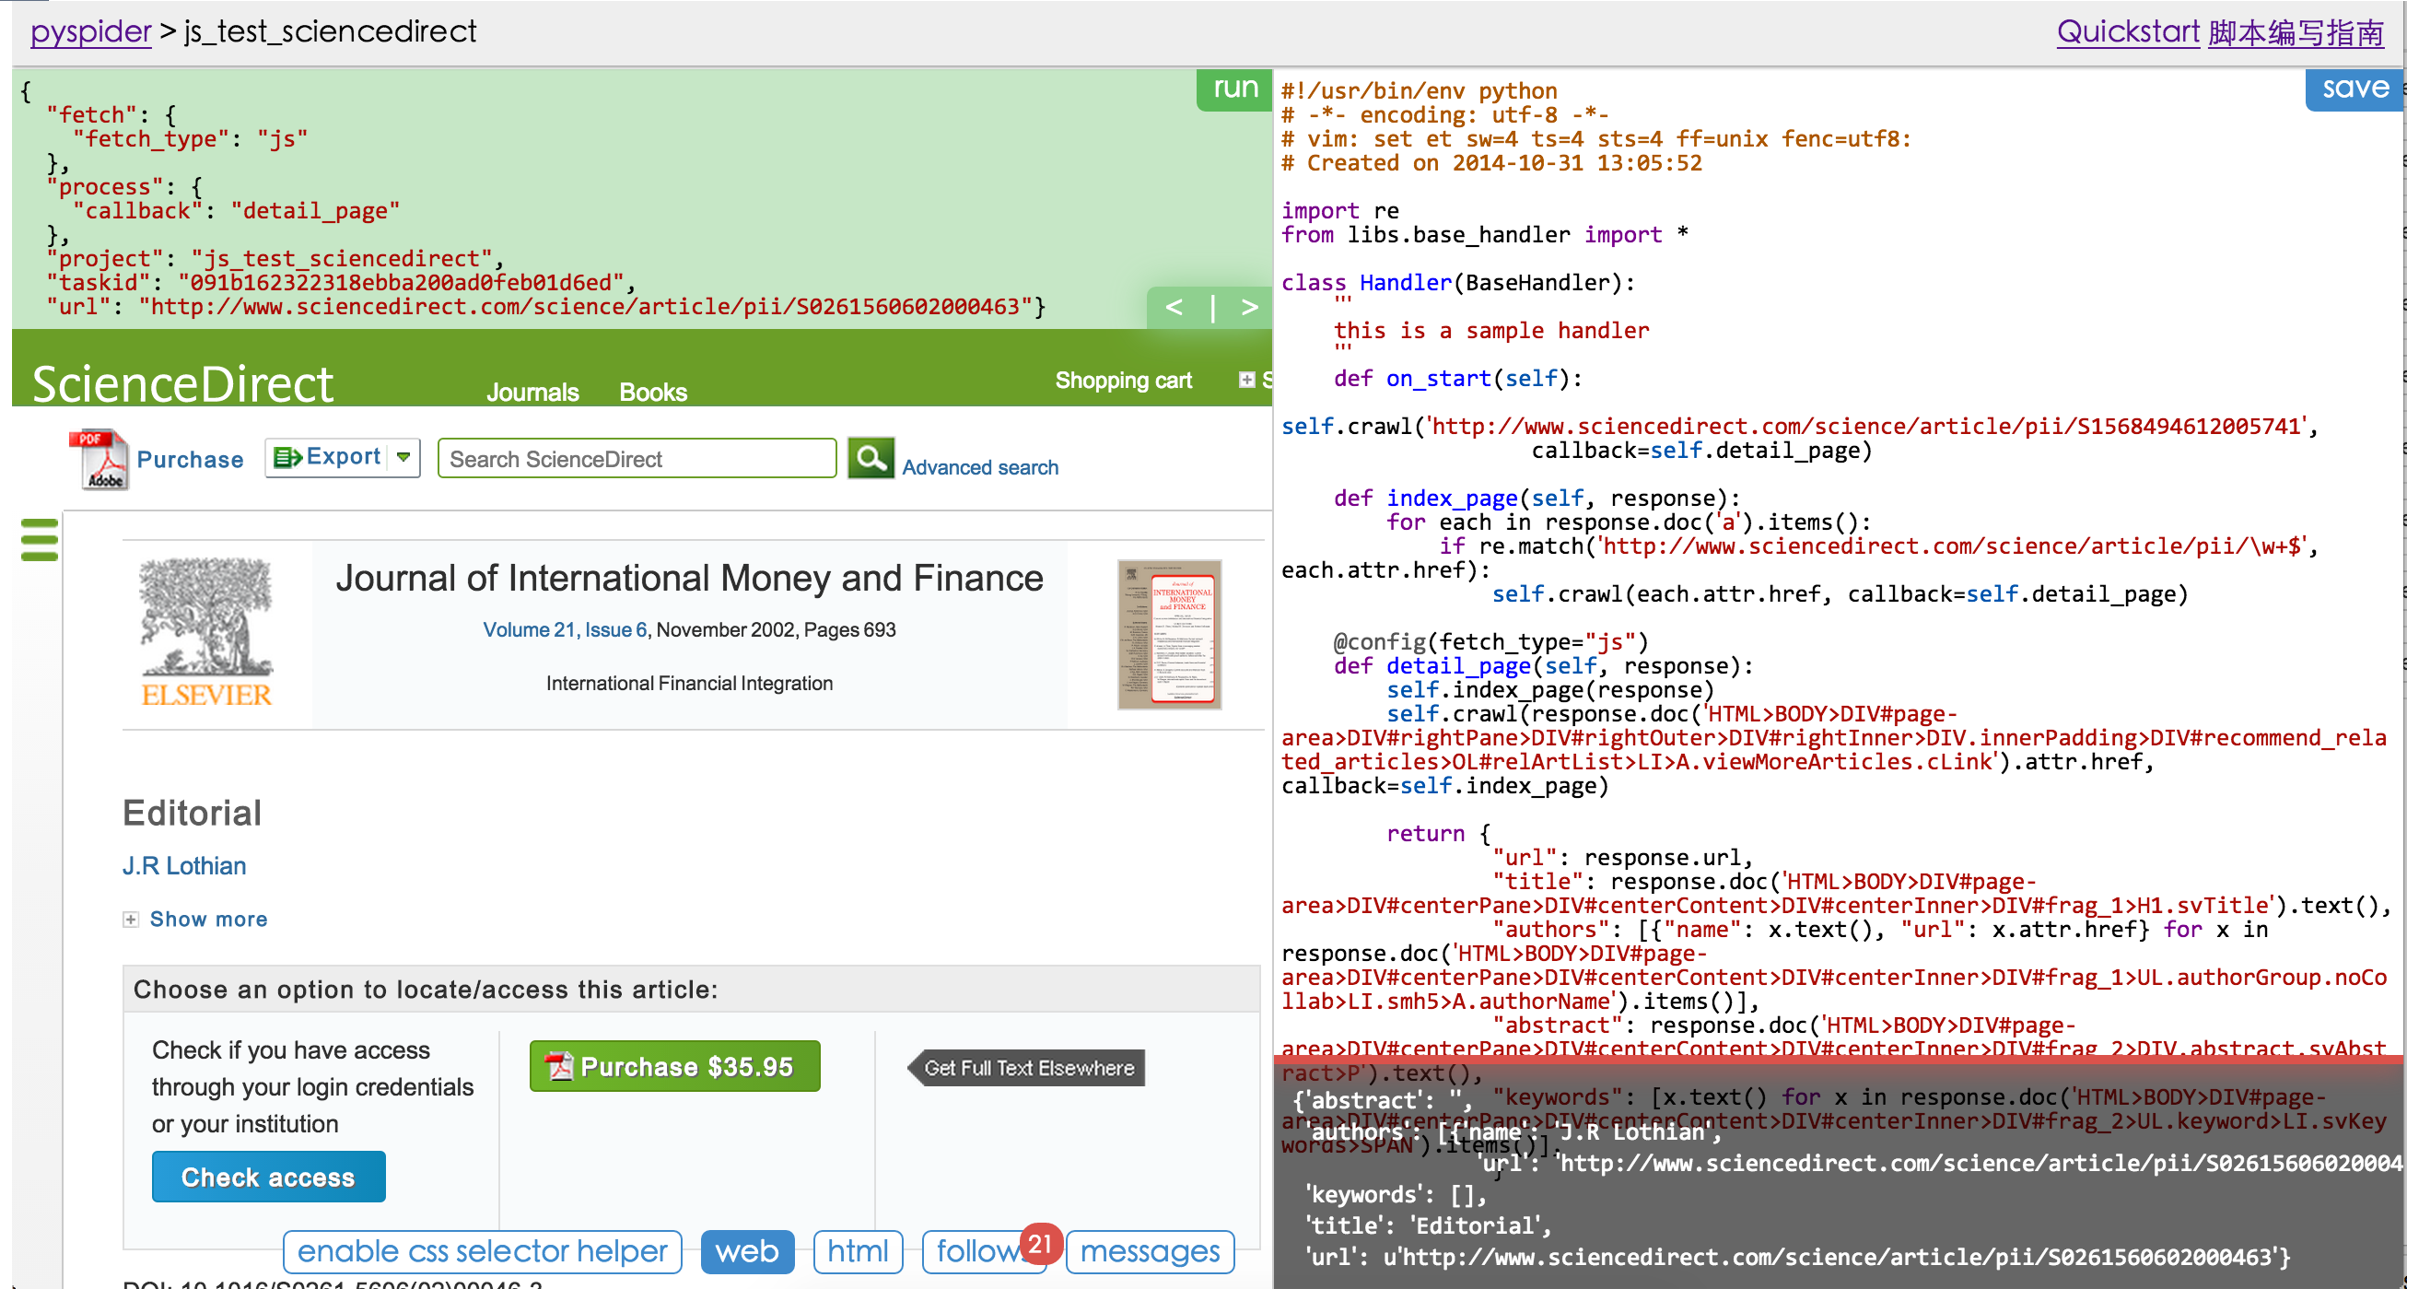 pyspider > js_test_sciencedirect
Quickstart 脚本编写指南
{
"fetch": {
"fetch_type": "js"
},
"process": {
"callback": "detail_page"
},
"project": "js_test_sciencedirect",
"taskid": "091b162322318ebba200ad0feb01d6ed",
"url": "http://www.sciencedirect.com/science/article/pii/S0261560602000463"}
run
< | >
ScienceDirect
Journals
Books
Shopping cart
PDF
Adobe
Purchase
Export
Search ScienceDirect
Advanced search
ELSEVIER
Journal of International Money and Finance
Volume 21, Issue 6, November 2002, Pages 693
International Financial Integration
Journal of
INTERNATIONAL
MONEY
and FINANCE
Editorial
J.R Lothian
Show more
Choose an option to locate/access this article:
Check if you have access
through your login credentials
or your institution
Check access
Purchase $35.95
Get Full Text Elsewhere
enable css selector helper
web
html
follows
21
messages
DOI: 10.1016/S0261-5606(02)00046-3
save
#!/usr/bin/env python
# -*- encoding: utf-8 -*-
# vim: set et sw=4 ts=4 sts=4 ff=unix fenc=utf8:
# Created on 2014-10-31 13:05:52
import re
from libs.base_handler import *
class Handler(BaseHandler):
'''
this is a sample handler
'''
def on_start(self):
self.crawl('http://www.sciencedirect.com/science/article/pii/S1568494612005741',
callback=self.detail_page)
def index_page(self, response):
for each in response.doc('a').items():
if re.match('http://www.sciencedirect.com/science/article/pii/\w+$',
each.attr.href):
self.crawl(each.attr.href, callback=self.detail_page)
@config(fetch_type="js")
def detail_page(self, response):
self.index_page(response)
self.crawl(response.doc('HTML>BODY>DIV#page-
area>DIV#rightPane>DIV#rightOuter>DIV#rightInner>DIV.innerPadding>DIV#recommend_rela
ted_articles>OL#relArtList>LI>A.viewMoreArticles.cLink').attr.href,
callback=self.index_page)
return {
"url": response.url,
"title": response.doc('HTML>BODY>DIV#page-
area>DIV#centerPane>DIV#centerContent>DIV#centerInner>DIV#frag_1>H1.svTitle').text(),
"authors": [{"name": x.text(), "url": x.attr.href} for x in
response.doc('HTML>BODY>DIV#page-
area>DIV#centerPane>DIV#centerContent>DIV#centerInner>DIV#frag_1>UL.authorGroup.noCo
llab>LI.smh5>A.authorName').items()],
"abstract": response.doc('HTML>BODY>DIV#page-
area>DIV#centerPane>DIV#centerContent>DIV#centerInner>DIV#frag_2>DIV.abstract.svAbst
ract>P').text(),
"keywords": [x.text() for x in response.doc('HTML>BODY>DIV#page-
area>DIV#centerPane>DIV#centerContent>DIV#centerInner>DIV#frag_2>UL.keyword>LI.svKey
words>SPAN').items()],
}
{'abstract': '',
'authors': [{'name': 'J.R Lothian',
'url': 'http://www.sciencedirect.com/science/article/pii/S02615606020004
'keywords': [],
'title': 'Editorial',
'url': u'http://www.sciencedirect.com/science/article/pii/S0261560602000463'}